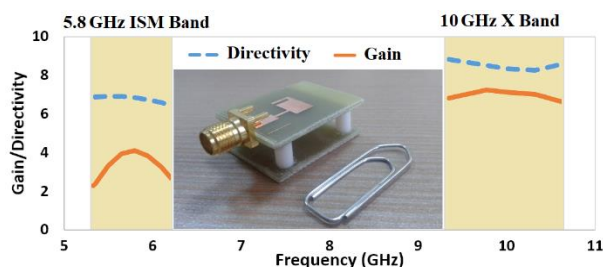 5.8 GHz ISM Band
10 GHz X Band
Directivity
Gain
10
8
6
4
2
0
Gain/Directivity
5
6
7
8
9
10
11
Frequency (GHz)